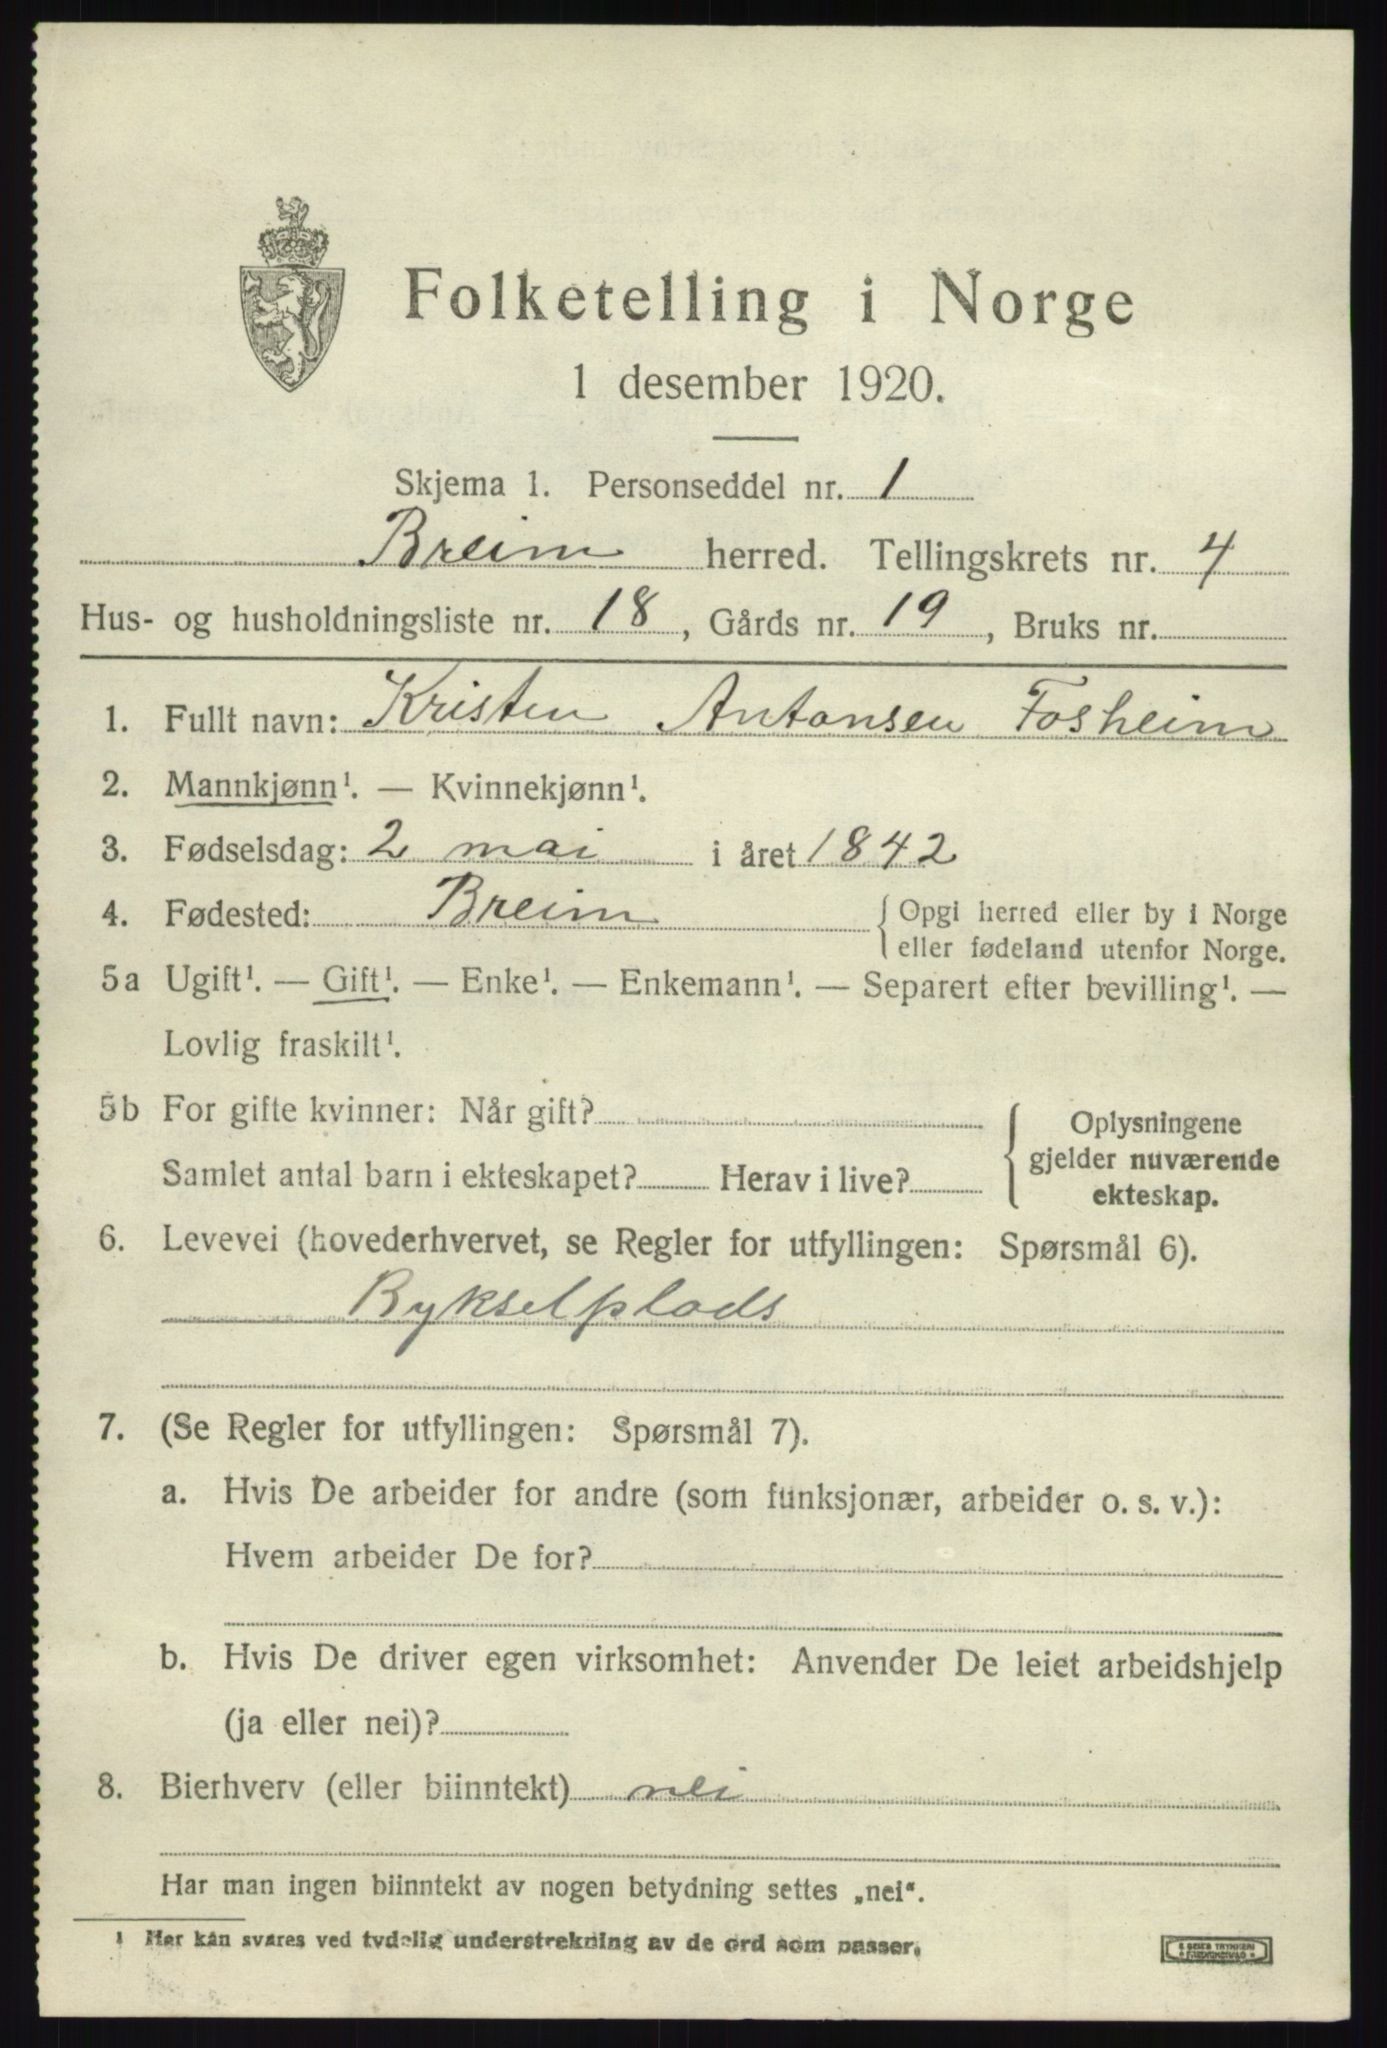 Folketelling i Norge
1 desember 1920.
Skjema 1. Personseddel nr. 1
Breim herred. Tellingskrets nr. 4
Hus- og husholdningsliste nr. 18, Gårds nr. 19, Bruks nr.
1. Fullt navn: Kristen Antonsen Fosheim
2. Mannkjønn¹. — Kvinnekjønn¹.
3. Fødselsdag: 2 mai i året 1842
4. Fødested: Breim {Opgi herred eller by i Norge
eller fødeland utenfor Norge.
5a Ugift¹. — Gift¹. — Enke¹. — Enkemann¹. — Separert efter bevilling¹. —
Lovlig fraskilt¹.
5b For gifte kvinner: Når gift?
Samlet antal barn i ekteskapet? Herav i live?
Oplysningene
gjelder nuværende
ekteskap.
6. Levevei (hovederhvervet, se Regler for utfyllingen: Spørsmål 6).
Bykselplads
7. (Se Regler for utfyllingen: Spørsmål 7).
a. Hvis De arbeider for andre (som funksjonær, arbeider o. s. v.):
Hvem arbeider De for?
b. Hvis De driver egen virksomhet: Anvender De leiet arbeidshjelp
(ja eller nei)?
8. Bierhverv (eller biinntekt) nei
Har man ingen biinntekt av nogen betydning settes „nei“.
¹ Her kan svares ved tydelig understrekning av de ord som passer.